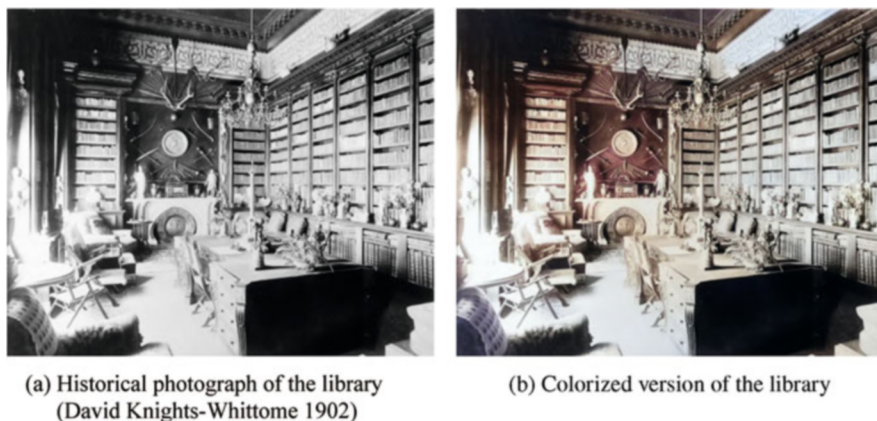 (a) Historical photograph of the library
(David Knights-Whittome 1902)
(b) Colorized version of the library